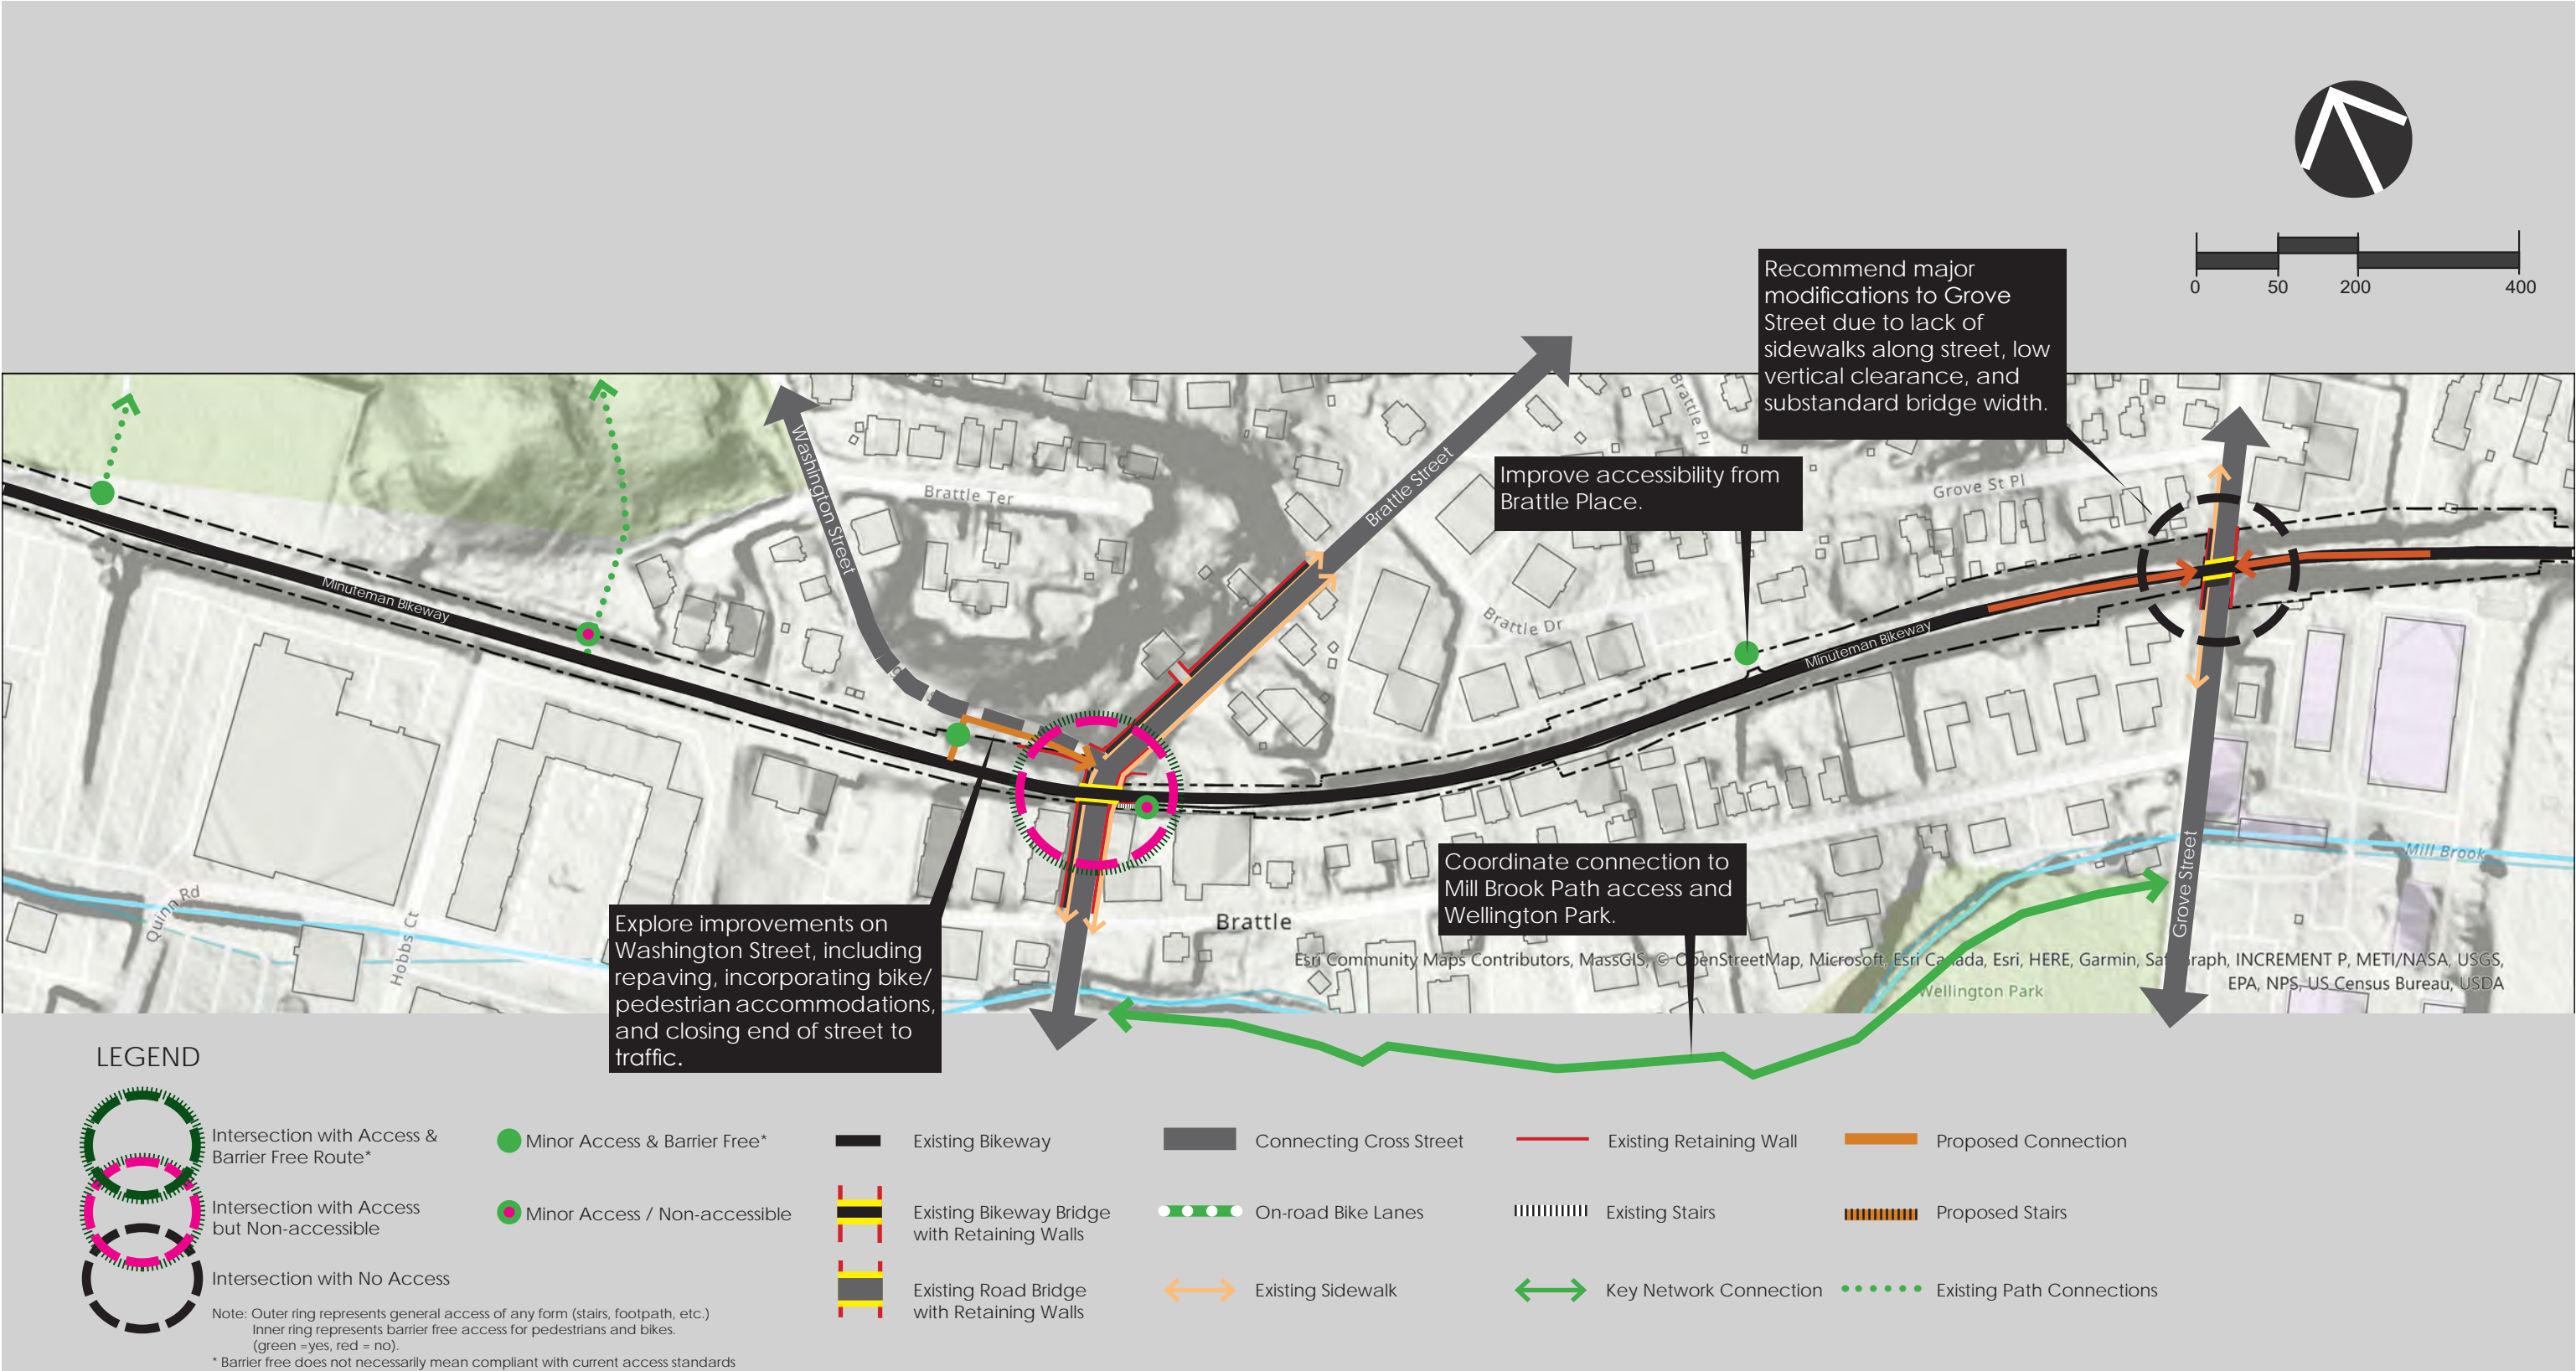 0 50 200 400
Recommend major
modifications to Grove
Street due to lack of
sidewalks along street, low
vertical clearance, and
substandard bridge width.
Improve accessibility from
Brattle Place.
Washington Street
Brattle Ter
Brattle Street
Brattle Pl
Grove St Pl
Brattle Dr
Minuteman Bikeway
Minuteman Bikeway
Quinn Rd
Hobbs Ct
Brattle
Grove Street
Mill Brook
Wellington Park
Explore improvements on
Washington Street, including
repaving, incorporating bike/
pedestrian accommodations,
and closing end of street to
traffic.
Coordinate connection to
Mill Brook Path access and
Wellington Park.
Esri Community Maps Contributors, MassGIS, © OpenStreetMap, Microsoft, Esri Canada, Esri, HERE, Garmin, INCREMENT P, METI/NASA, USGS,
EPA, NPS, US Census Bureau, USDA
LEGEND
Intersection with Access &
Barrier Free Route*
Intersection with Access
but Non-accessible
Intersection with No Access
Note: Outer ring represents general access of any form (stairs, footpath, etc.)
Inner ring represents barrier free access for pedestrians and bikes.
(green =yes, red = no).
* Barrier free does not necessarily mean compliant with current access standards
Minor Access & Barrier Free*
Minor Access / Non-accessible
Existing Bikeway
Existing Bikeway Bridge
with Retaining Walls
Existing Road Bridge
with Retaining Walls
Connecting Cross Street
On-road Bike Lanes
Existing Sidewalk
Existing Retaining Wall
Existing Stairs
Key Network Connection
Proposed Connection
Proposed Stairs
Existing Path Connections